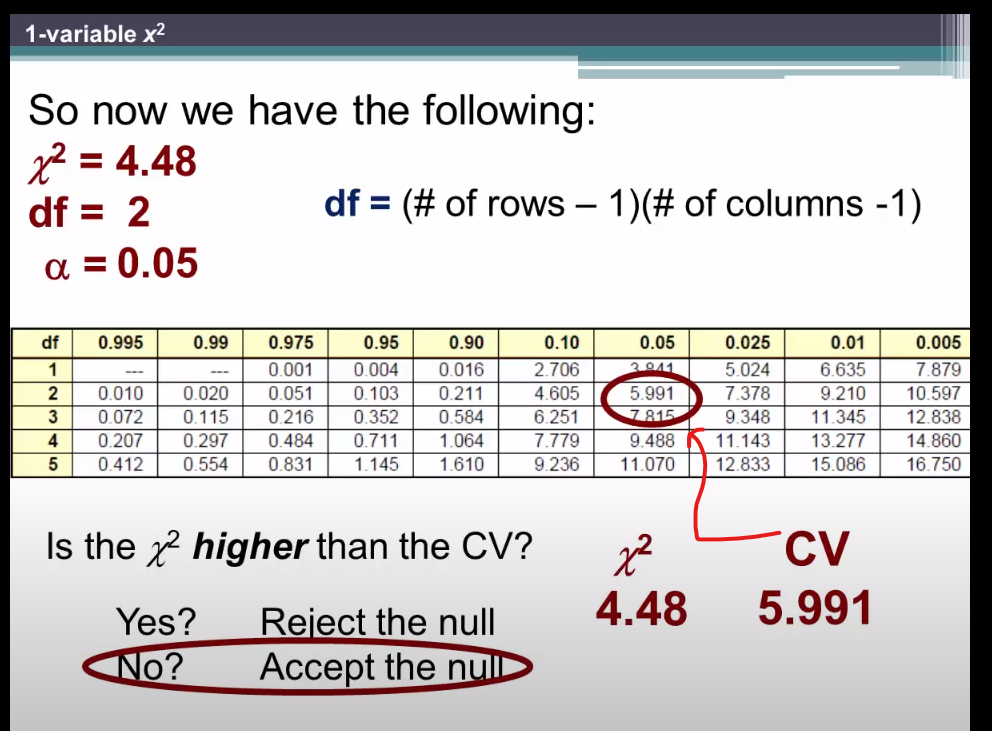 1-variable x²
So now we have the following:
χ² = 4.48
df = 2
df = (# of rows – 1)(# of columns -1)
α = 0.05
df 0.995 0.99 0.975 0.95 0.90 0.10 0.05 0.025 0.01 0.005
1 --- --- 0.001 0.004 0.016 2.706 3.841 5.024 6.635 7.879
2 0.010 0.020 0.051 0.103 0.211 4.605 5.991 7.378 9.210 10.597
3 0.072 0.115 0.216 0.352 0.584 6.251 7.815 9.348 11.345 12.838
4 0.207 0.297 0.484 0.711 1.064 7.779 9.488 11.143 13.277 14.860
5 0.412 0.554 0.831 1.145 1.610 9.236 11.070 12.833 15.086 16.750
Is the χ² higher than the CV?
χ² CV
4.48 5.991
Yes? Reject the null
No? Accept the null